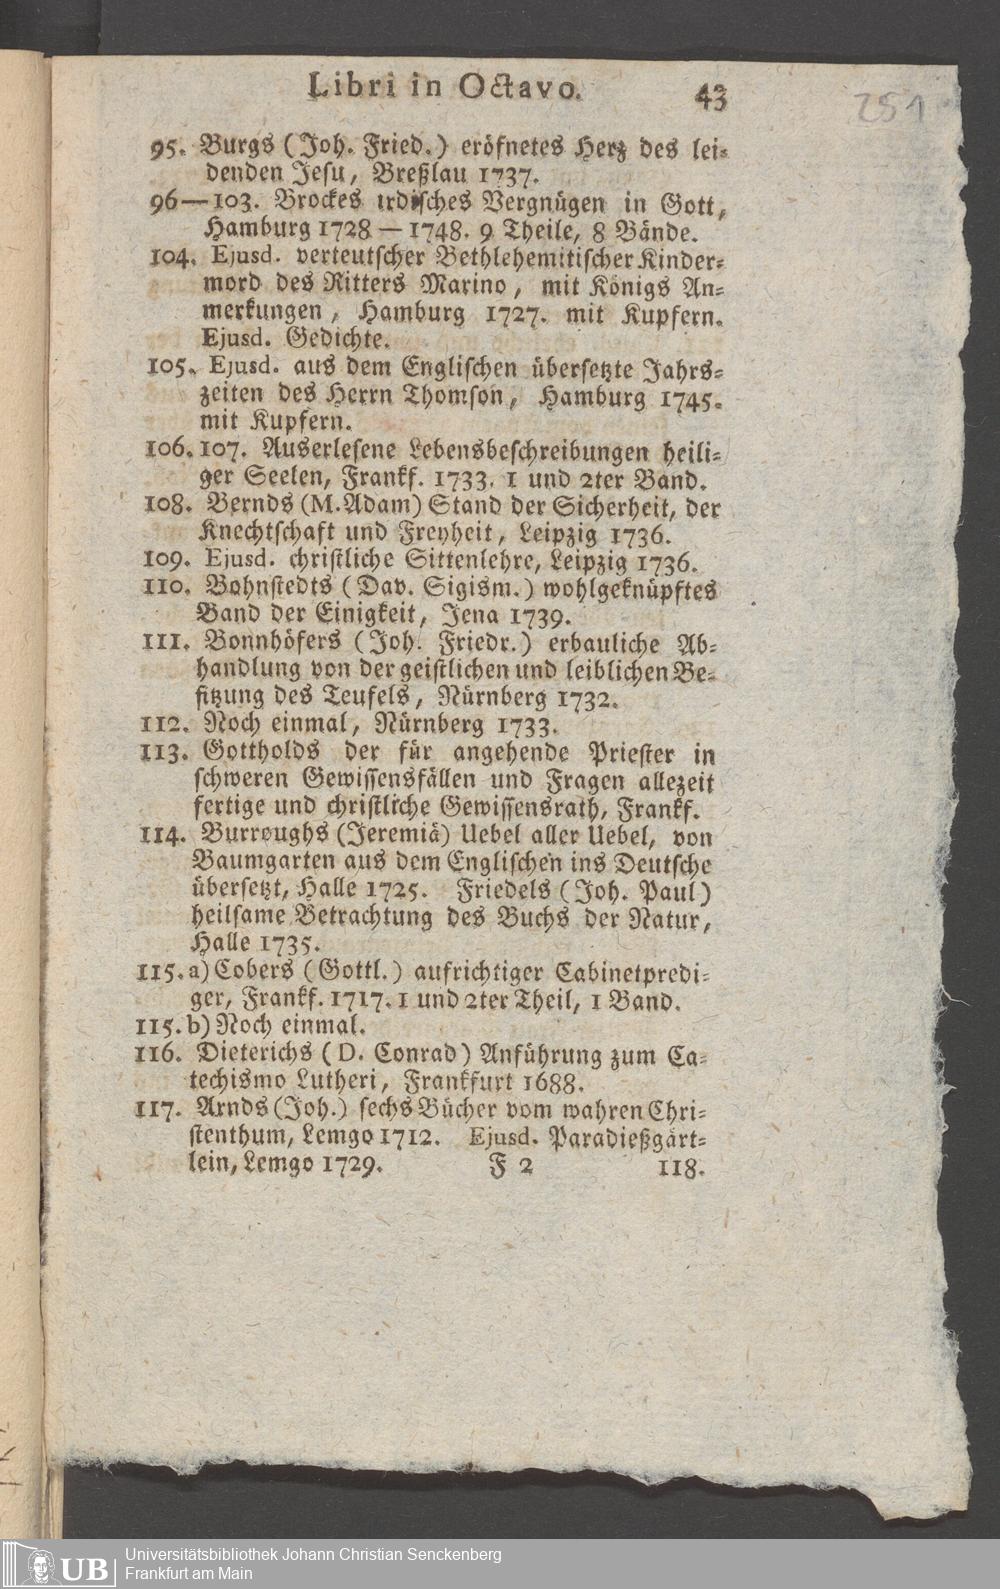 Libri in Octavo. 43
251
95. Burgs (Joh. Fried.) eröfnetes Herz des lei-
denden Jesu, Breßlau 1737.
96—103. Brockes irdisches Vergnügen in Gott,
Hamburg 1728 — 1748. 9 Theile, 8 Bände.
104. Ejusd. verteutscher Bethlehemitischer Kinder-
mord des Ritters Marino, mit Königs An-
merkungen, Hamburg 1727. mit Kupfern.
Ejusd. Gedichte.
105. Ejusd. aus dem Englischen übersetzte Jahrs-
zeiten des Herrn Thomson, Hamburg 1745.
mit Kupfern.
106. 107. Auserlesene Lebensbeschreibungen heili-
ger Seelen, Frankf. 1733. 1 und 2ter Band.
108. Bernds (M. Adam) Stand der Sicherheit, der
Knechtschaft und Freyheit, Leipzig 1736.
109. Ejusd. christliche Sittenlehre, Leipzig 1736.
110. Bohnstedts (Dav. Sigism.) wohlgeknüpftes
Band der Einigkeit, Jena 1739.
111. Bonnhöfers (Joh. Friedr.) erbauliche Ab-
handlung von der geistlichen und leiblichen Be-
sitzung des Teufels, Nürnberg 1732.
112. Noch einmal, Nürnberg 1733.
113. Gottholds der für angehende Priester in
schweren Gewissensfällen und Fragen allezeit
fertige und christliche Gewissensrath, Frankf.
114. Burroughs (Jeremiä) Uebel aller Uebel, von
Baumgarten aus dem Englischen ins Deutsche
übersetzt, Halle 1725. Friedels (Joh. Paul)
heilsame Betrachtung des Buchs der Natur,
Halle 1735.
115. a) Cobers (Gottl.) aufrichtiger Cabinetpredi-
ger, Frankf. 1717. 1 und 2ter Theil, 1 Band.
115. b) Noch einmal.
116. Dieterichs (D. Conrad) Anführung zum Ca-
techismo Lutheri, Frankfurt 1688.
117. Arnds (Joh.) sechs Bücher vom wahren Chri-
stenthum, Lemgo 1712. Ejusd. Paradießgärt-
lein, Lemgo 1729. F 2 118.
UB Universitätsbibliothek Johann Christian Senckenberg
Frankfurt am Main